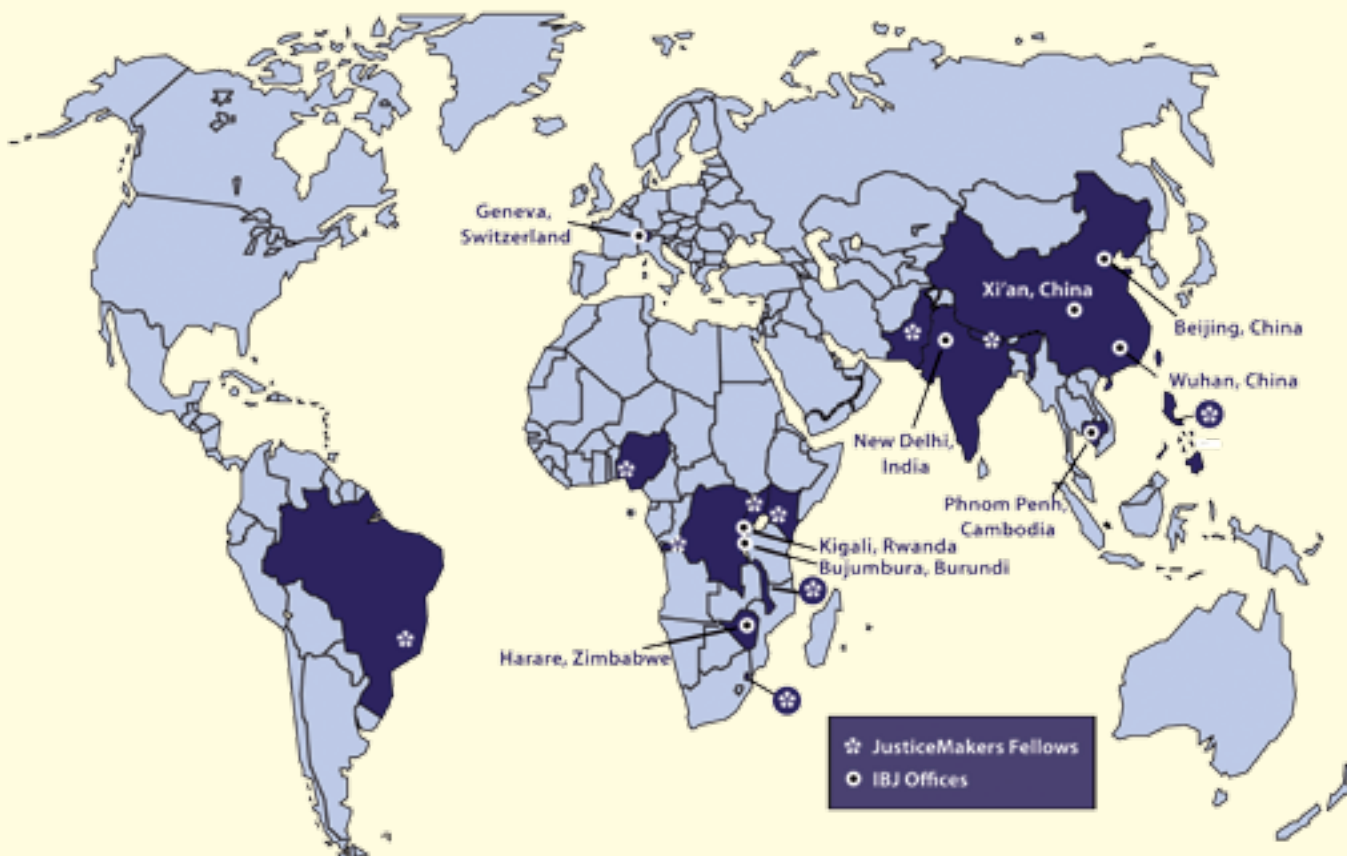 Geneva,
Switzerland
Xi'an, China
Beijing, China
Wuhan, China
New Delhi,
India
Phnom Penh,
Cambodia
Kigali, Rwanda
Bujumbura, Burundi
Harare, Zimbabwe
JusticeMakers Fellows
IBJ Offices